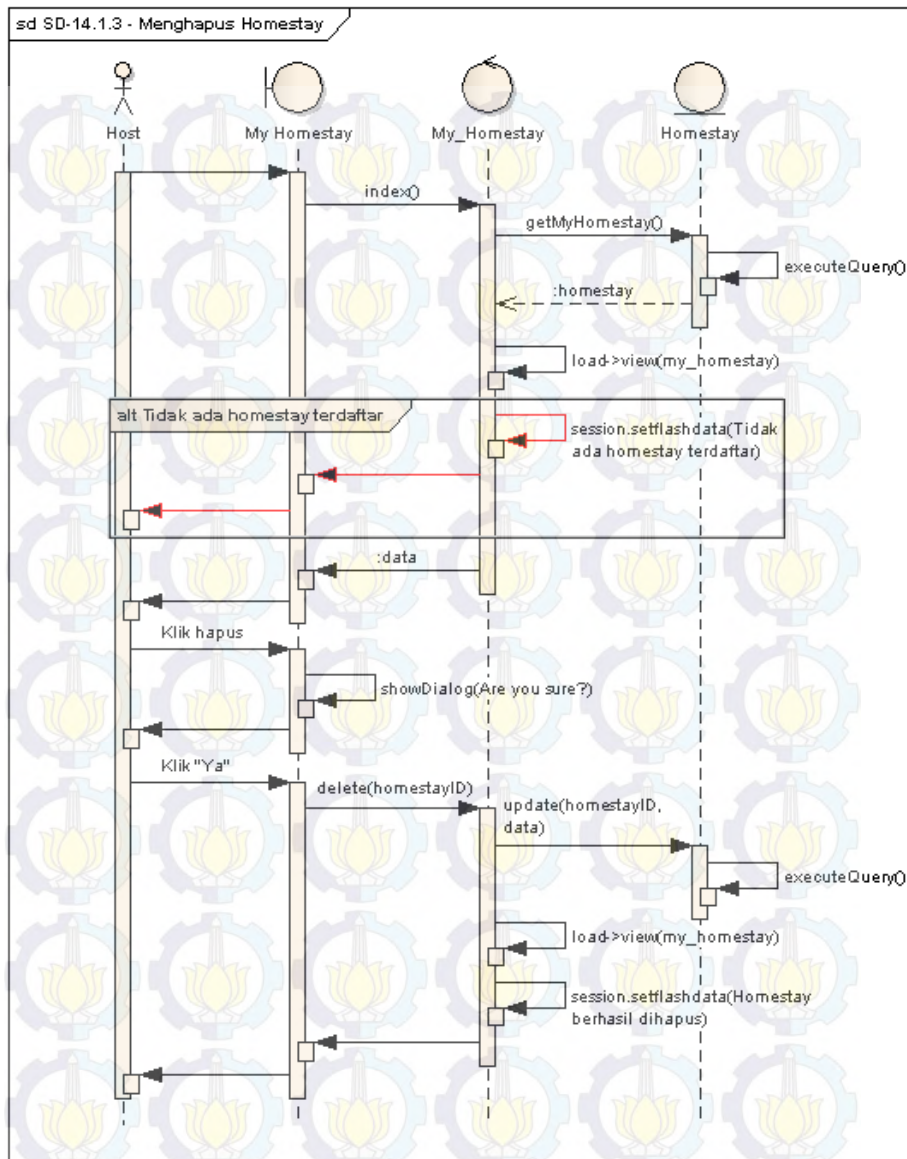 sd SD-14.1.3 - Menghapus Homestay
Host
My Homestay
My_Homestay
Homestay
index()
getMyHomestay()
executeQuery()
:homestay
load->view(my_homestay)
alt Tidak ada homestay terdaftar
session.setflashdata(Tidak
ada homestay terdaftar)
:data
Klik hapus
showDialog(Are you sure?)
Klik "Ya"
delete(homestayID)
update(homestayID,
data)
executeQuery()
load->view(my_homestay)
session.setflashdata(Homestay
berhasil dihapus)